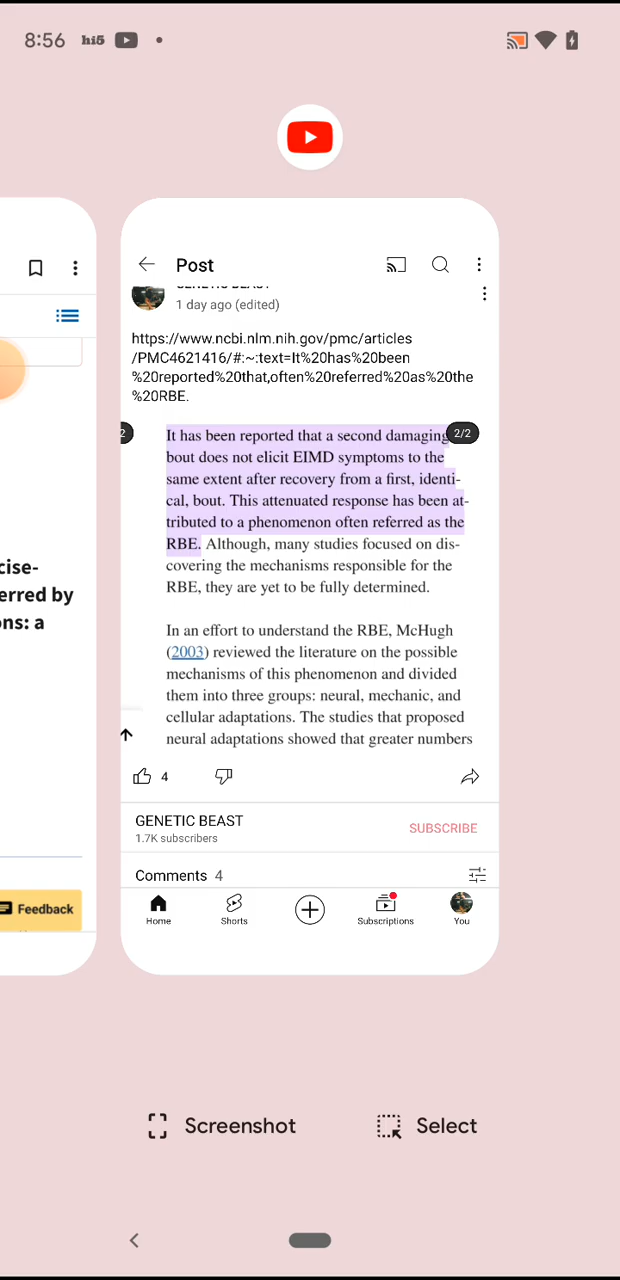 8:56 hi5
Post
1 day ago (edited)
https://www.ncbi.nlm.nih.gov/pmc/articles
/PMC4621416/#:~:text=It%20has%20been
%20reported%20that,often%20referred%20as%20the
%20RBE.
2
2/2
It has been reported that a second damaging
bout does not elicit EIMD symptoms to the
same extent after recovery from a first, identi-
cal, bout. This attenuated response has been at-
tributed to a phenomenon often referred as the
RBE. Although, many studies focused on dis-
covering the mechanisms responsible for the
RBE, they are yet to be fully determined.
In an effort to understand the RBE, McHugh
(2003) reviewed the literature on the possible
mechanisms of this phenomenon and divided
them into three groups: neural, mechanic, and
cellular adaptations. The studies that proposed
neural adaptations showed that greater numbers
cise-
erred by
ons: a
4
GENETIC BEAST
1.7K subscribers
SUBSCRIBE
Comments 4
Feedback
Home
Shorts
Subscriptions
You
Screenshot
Select